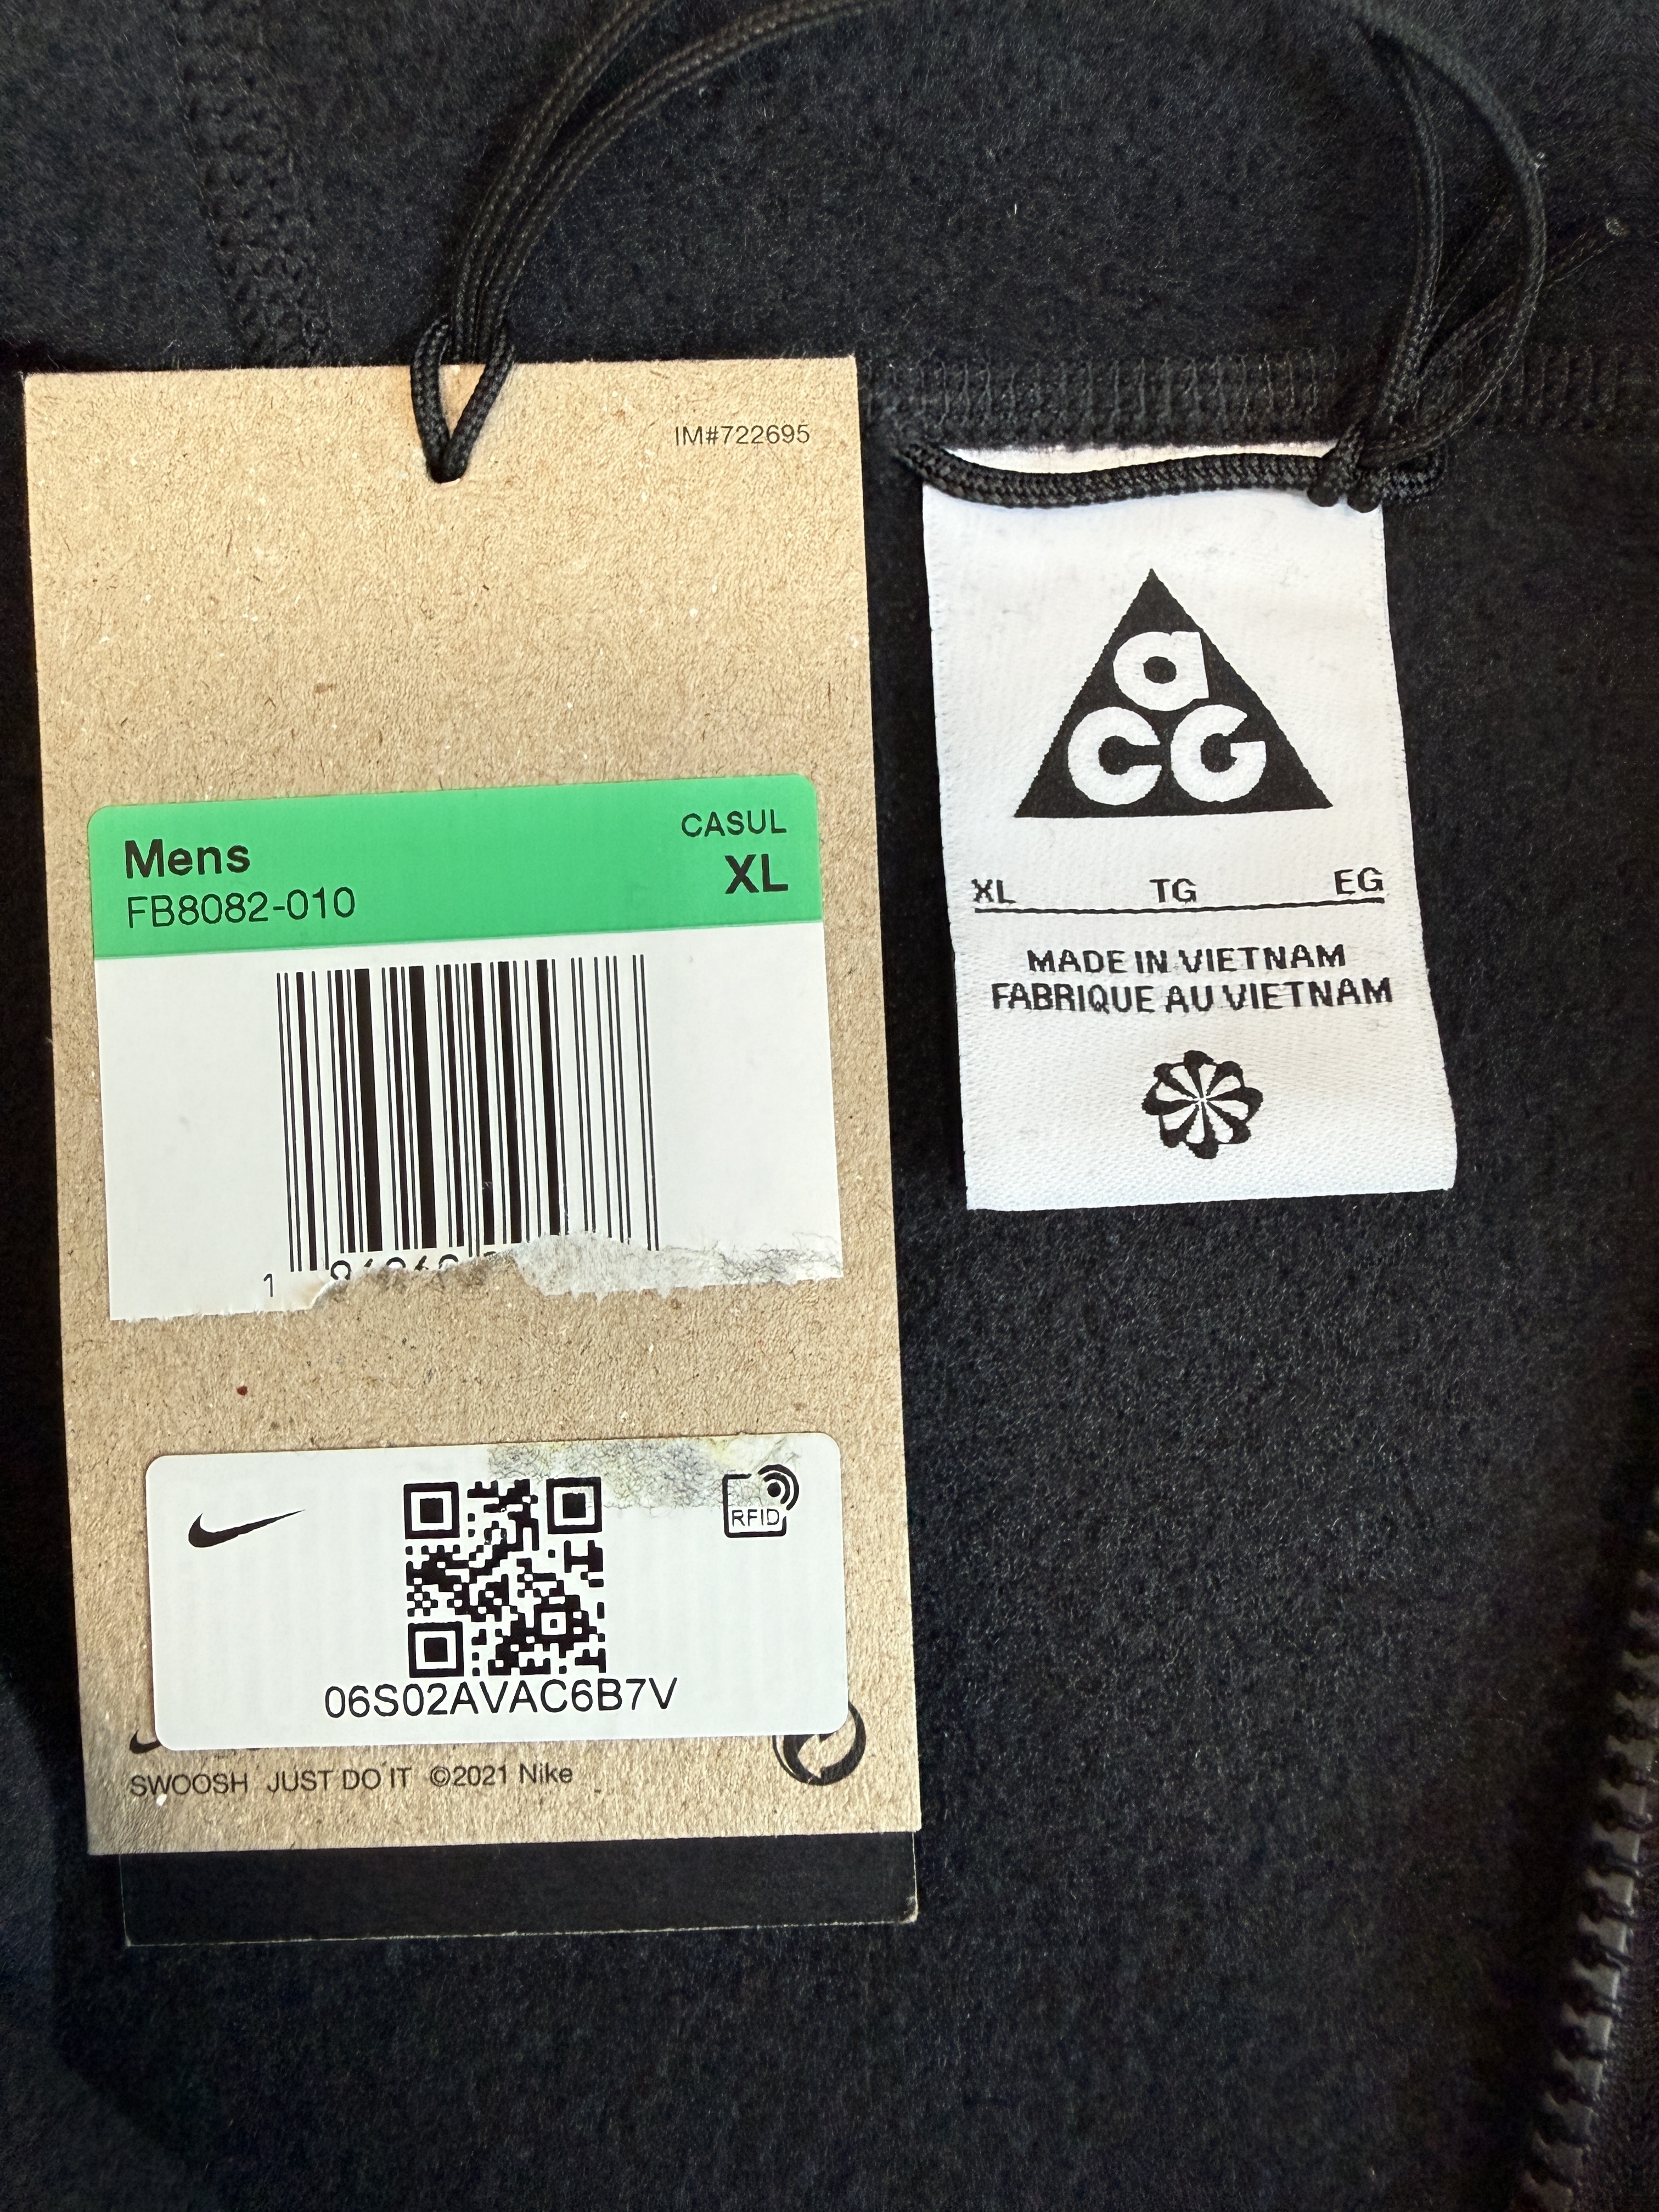 IM#722695
Mens
CASUL
FB8082-010
XL
1
RFID
06S02AVAC6B7V
SWOOSH JUST DO IT ©2021 Nike
aCG
XL TG EG
MADE IN VIETNAM
FABRIQUE AU VIETNAM